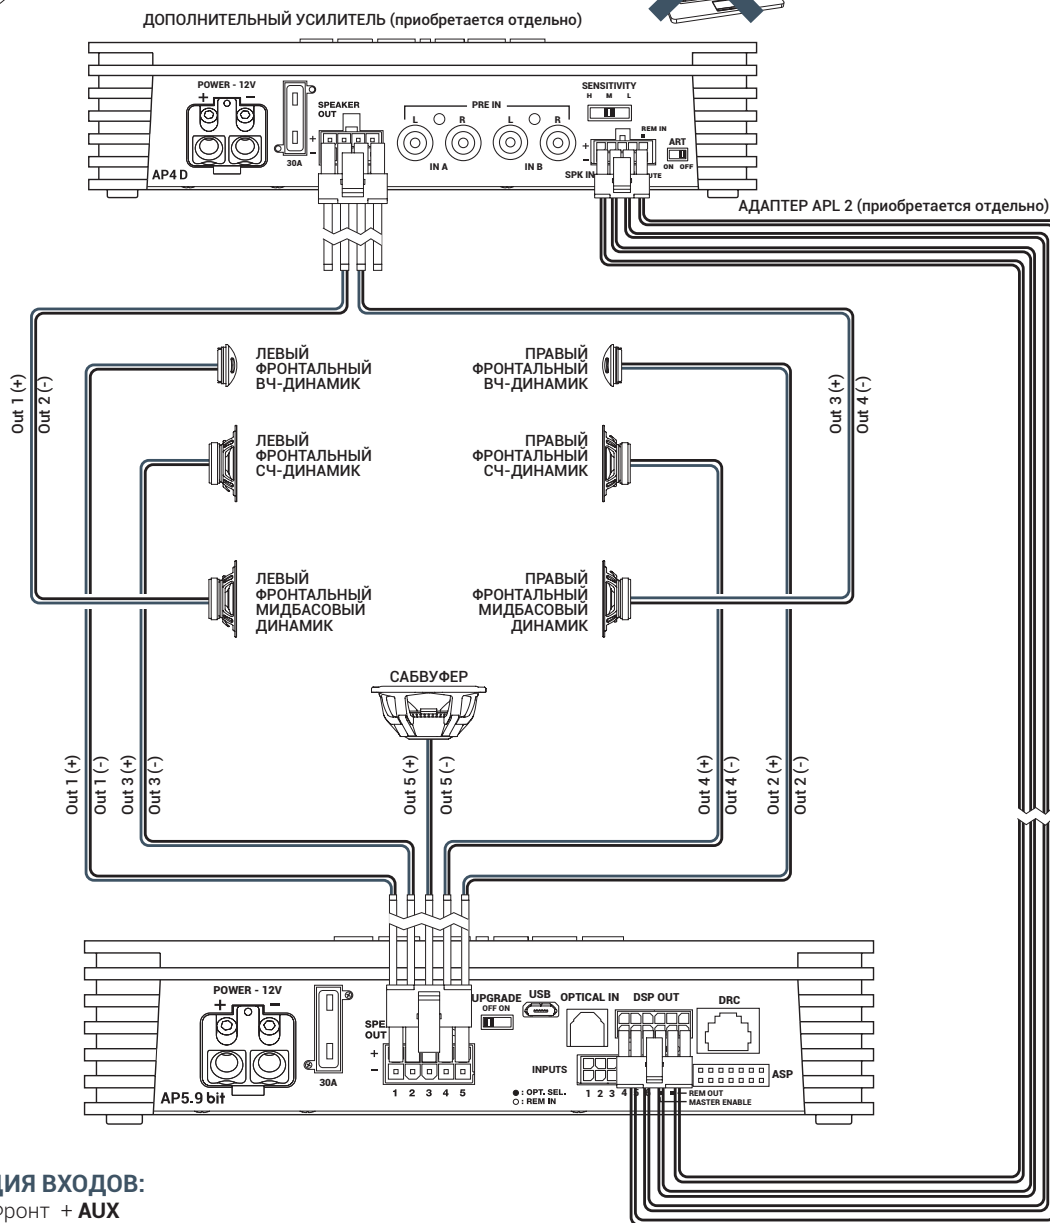 ДОПОЛНИТЕЛЬНЫЙ УСИЛИТЕЛЬ (приобретается отдельно)
POWER - 12V
+ −
30A
SPEAKER
OUT
+
−
PRE IN
L R L R
IN A IN B
SENSITIVITY
H M L
REM IN
ART
ON OFF
+
−
SPK IN
AP4 D
АДАПТЕР APL 2 (приобретается отдельно)
Out 1 (+)
Out 2 (-)
ЛЕВЫЙ
ФРОНТАЛЬНЫЙ
ВЧ-ДИНАМИК
ПРАВЫЙ
ФРОНТАЛЬНЫЙ
ВЧ-ДИНАМИК
Out 3 (+)
Out 4 (-)
ЛЕВЫЙ
ФРОНТАЛЬНЫЙ
СЧ-ДИНАМИК
ПРАВЫЙ
ФРОНТАЛЬНЫЙ
СЧ-ДИНАМИК
ЛЕВЫЙ
ФРОНТАЛЬНЫЙ
МИДБАСОВЫЙ
ДИНАМИК
ПРАВЫЙ
ФРОНТАЛЬНЫЙ
МИДБАСОВЫЙ
ДИНАМИК
САБВУФЕР
Out 1 (+)
Out 1 (-)
Out 3 (+)
Out 3 (-)
Out 5 (+)
Out 5 (-)
Out 4 (+)
Out 4 (-)
Out 2 (+)
Out 2 (-)
POWER - 12V
+ −
30A
OUT
+
−
1 2 3 4 5
UPGRADE
OFF ON
USB
OPTICAL IN
DSP OUT
DRC
INPUTS
1 2 3 4 5
ASP
: OPT. SEL.
: REM IN
REM OUT
MASTER ENABLE
AP5.9 bit
ВХОДОВ:
+ AUX